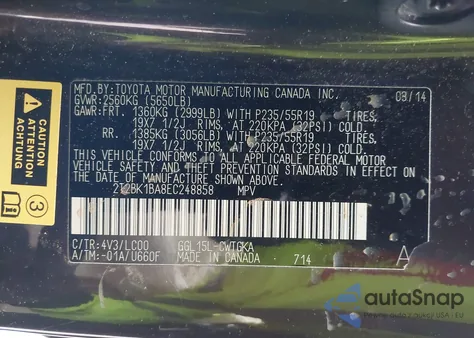 CAUTION
ATTENTION
ACHTUNG
3
MFD.BY:TOYOTA MOTOR MANUFACTURING CANADA INC. 03/14
GVWR:2560KG (5650LB)
GAWR:FRT. 1360KG (2999LB) WITH P235/55R19 TIRES,
19X7 1/2J RIMS, AT 220KPA (32PSI) COLD.
RR. 1385KG (3056LB) WITH P235/55R19 TIRES,
19X7 1/2J RIMS, AT 220KPA (32PSI) COLD.
THIS VEHICLE CONFORMS TO ALL APPLICABLE FEDERAL MOTOR
VEHICLE SAFETY AND THEFT PREVENTION STANDARDS IN EFFECT
ON THE DATE OF MANUFACTURE SHOWN ABOVE.
2T2BK1BA8EC248858 MPV
C/TR:4V3/LC00 GGL15L-CWTGKA
A/TM:-01A/U660F MADE IN CANADA 714 A
autoSnap